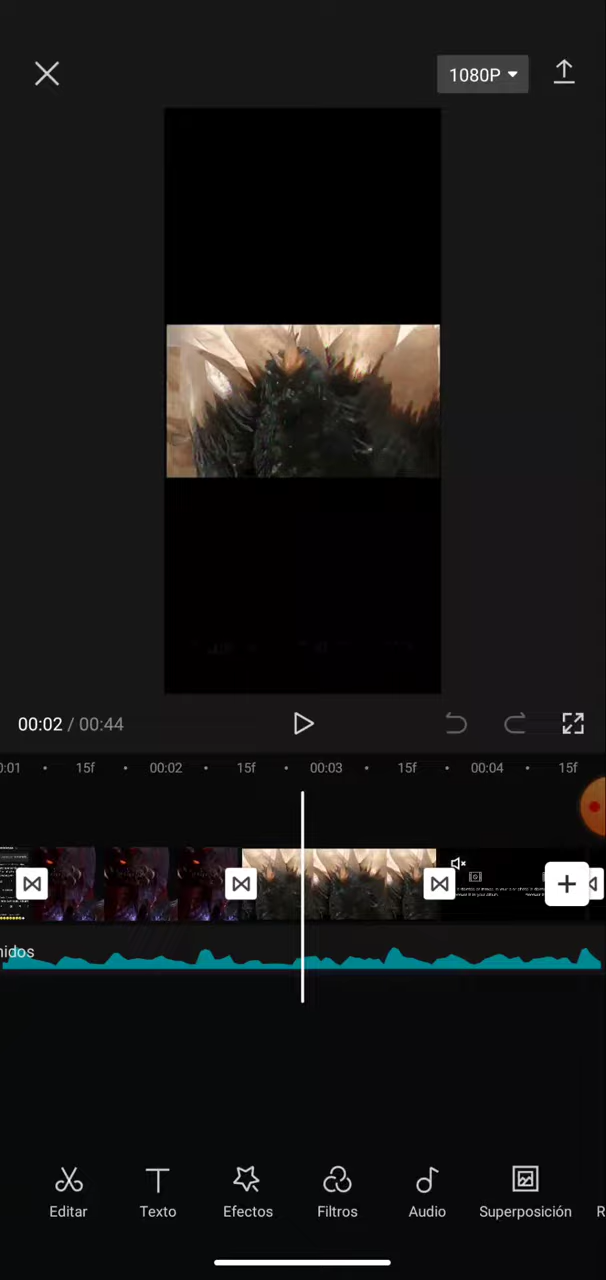 1080P
00:02 / 00:44
0:01 15f 00:02 15f 00:03 15f 00:04 15f
nidos
Editar Texto Efectos Filtros Audio Superposición R